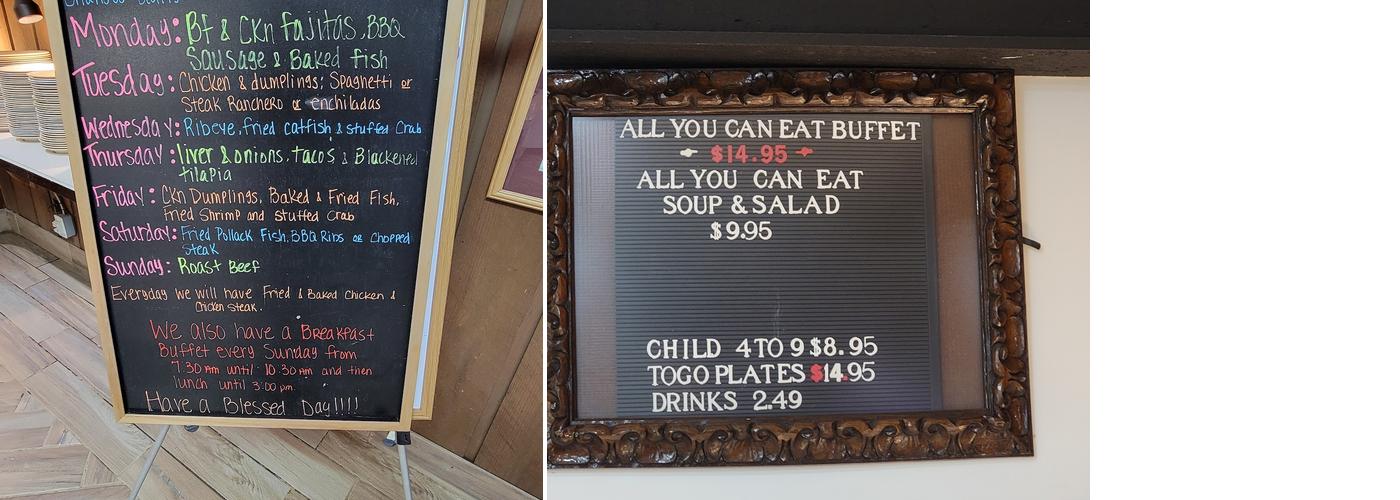 Monday: Bf & CKn fajitas, BBQ
Sausage & Baked fish
Tuesday: Chicken & dumplings; Spaghetti or
Steak Ranchero or enchiladas
Wednesday: Ribeye, fried catfish & stuffed Crab
Thursday: liver & onions, tacos & Blackened
tilapia
Friday: CKn Dumplings, Baked & Fried Fish,
Fried Shrimp and stuffed Crab
Saturday: Fried Pollack Fish, BBQ Ribs or Chopped
Steak
Sunday: Roast Beef
Everyday we will have Fried & Baked Chicken &
Chicken Steak.
We also have a Breakfast
Buffet every Sunday from
7:30 Am until 10:30 Am and then
lunch until 3:00 pm.
Have a Blessed Day!!!!
ALL YOU CAN EAT BUFFET
$14.95
ALL YOU CAN EAT
SOUP & SALAD
$9.95
CHILD 4 TO 9 $8.95
TOGO PLATES $14.95
DRINKS 2.49